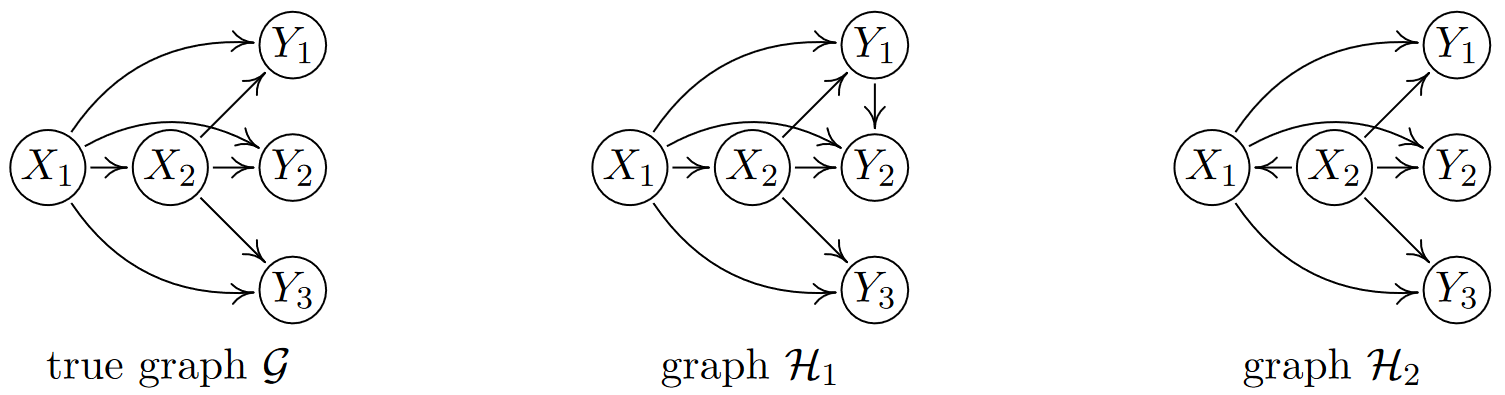 Y₁ Y₁ Y₁
X₁ X₂ Y₂ X₁ X₂ Y₂ X₁ X₂ Y₂
Y₃ Y₃ Y₃
true graph 𝒢 graph ℋ₁ graph ℋ₂